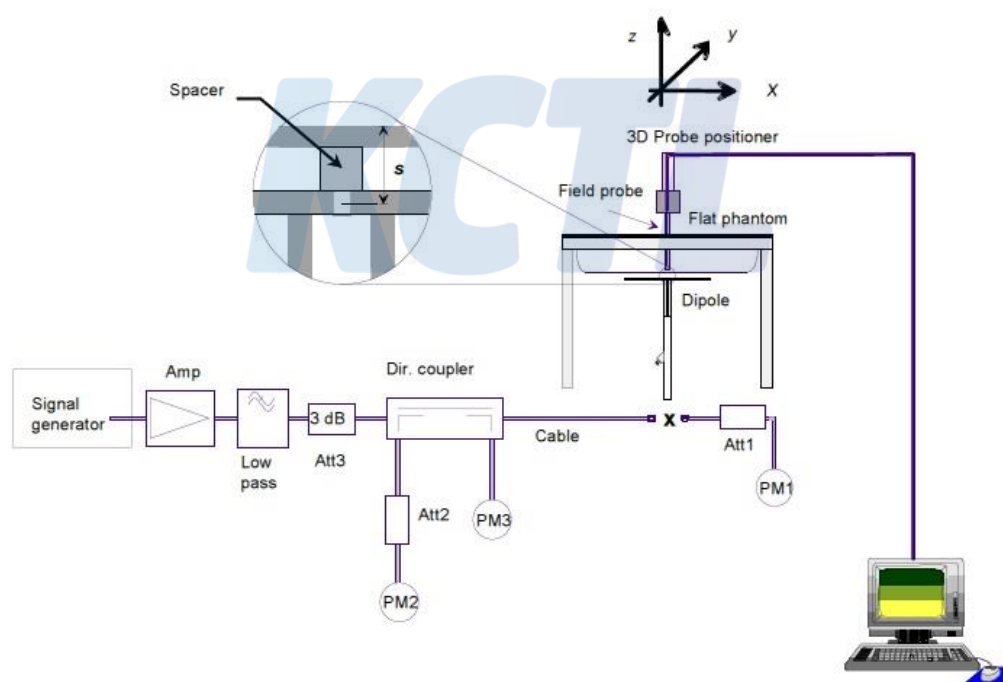 KCTL
z
y
X
Spacer
s
3D Probe positioner
Field probe
Flat phantom
Dipole
Dir. coupler
Amp
Signal
generator
3 dB
Att3
Low
pass
Cable
X
Att1
PM1
Att2
PM3
PM2